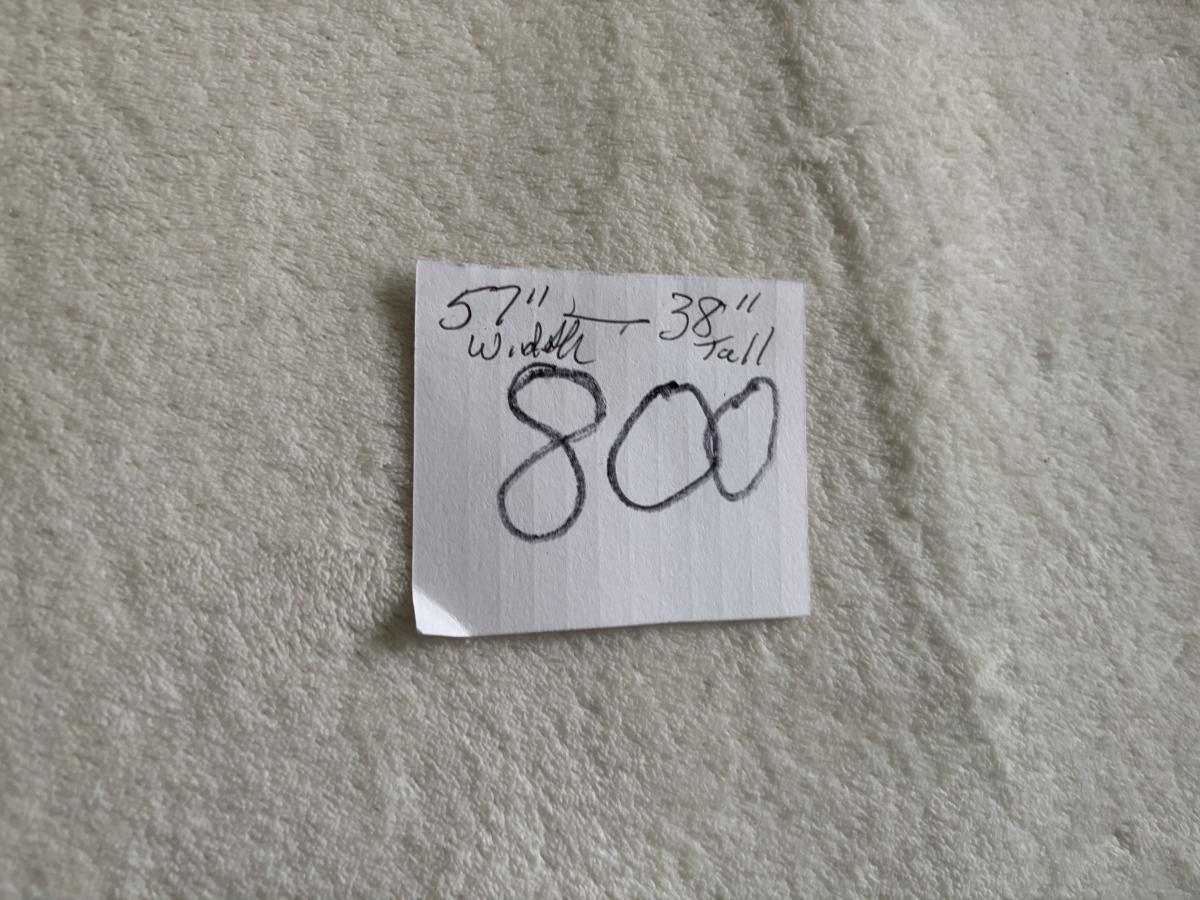 57" — 38"
Width Tall
800